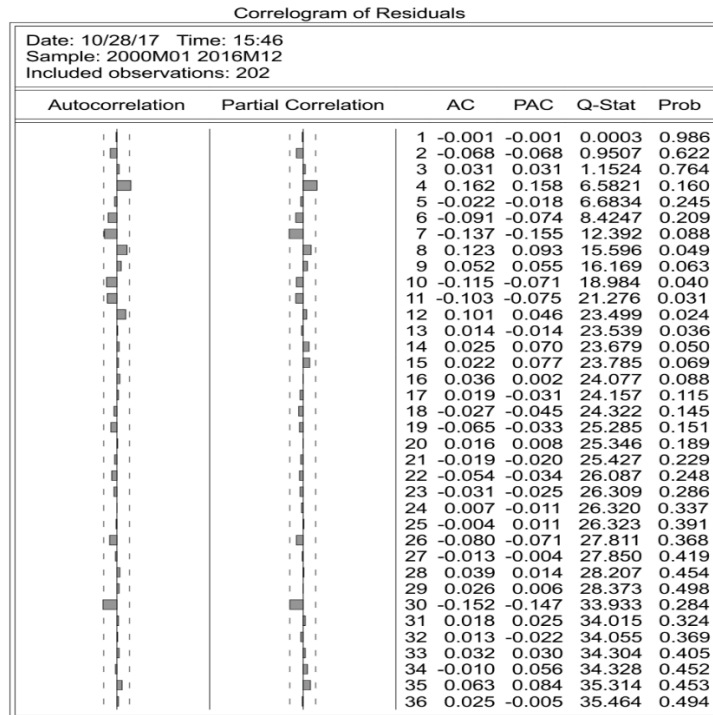 Correlogram of Residuals
Date: 10/28/17 Time: 15:46
Sample: 2000M01 2016M12
Included observations: 202
Autocorrelation Partial Correlation AC PAC Q-Stat Prob
1 -0.001 -0.001 0.0003 0.986
2 -0.068 -0.068 0.9507 0.622
3 0.031 0.031 1.1524 0.764
4 0.162 0.158 6.5821 0.160
5 -0.022 -0.018 6.6834 0.245
6 -0.091 -0.074 8.4247 0.209
7 -0.137 -0.155 12.392 0.088
8 0.123 0.093 15.596 0.049
9 0.052 0.055 16.169 0.063
10 -0.115 -0.071 18.984 0.040
11 -0.103 -0.075 21.276 0.031
12 0.101 0.046 23.499 0.024
13 0.014 -0.014 23.539 0.036
14 0.025 0.070 23.679 0.050
15 0.022 0.077 23.785 0.069
16 0.036 0.002 24.077 0.088
17 0.019 -0.031 24.157 0.115
18 -0.027 -0.045 24.322 0.145
19 -0.065 -0.033 25.285 0.151
20 0.016 0.008 25.346 0.189
21 -0.019 -0.020 25.427 0.229
22 -0.054 -0.034 26.087 0.248
23 -0.031 -0.025 26.309 0.286
24 0.007 -0.011 26.320 0.337
25 -0.004 0.011 26.323 0.391
26 -0.080 -0.071 27.811 0.368
27 -0.013 -0.004 27.850 0.419
28 0.039 0.014 28.207 0.454
29 0.026 0.006 28.373 0.498
30 -0.152 -0.147 33.933 0.284
31 0.018 0.025 34.015 0.324
32 0.013 -0.022 34.055 0.369
33 0.032 0.030 34.304 0.405
34 -0.010 0.056 34.328 0.452
35 0.063 0.084 35.314 0.453
36 0.025 -0.005 35.464 0.494